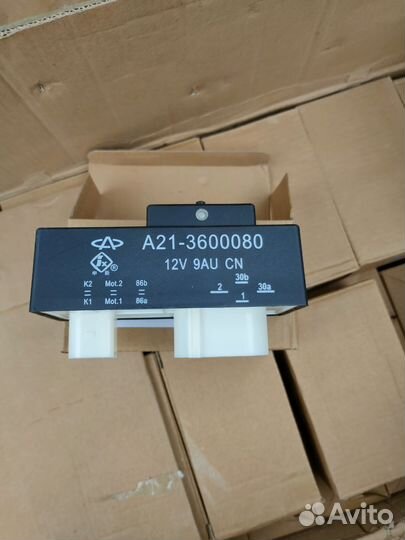 A21-3600080
12V 9AU CN
K2 Mot.2 86b
K1 Mot.1 86a
30b
2 30a
1
Avito